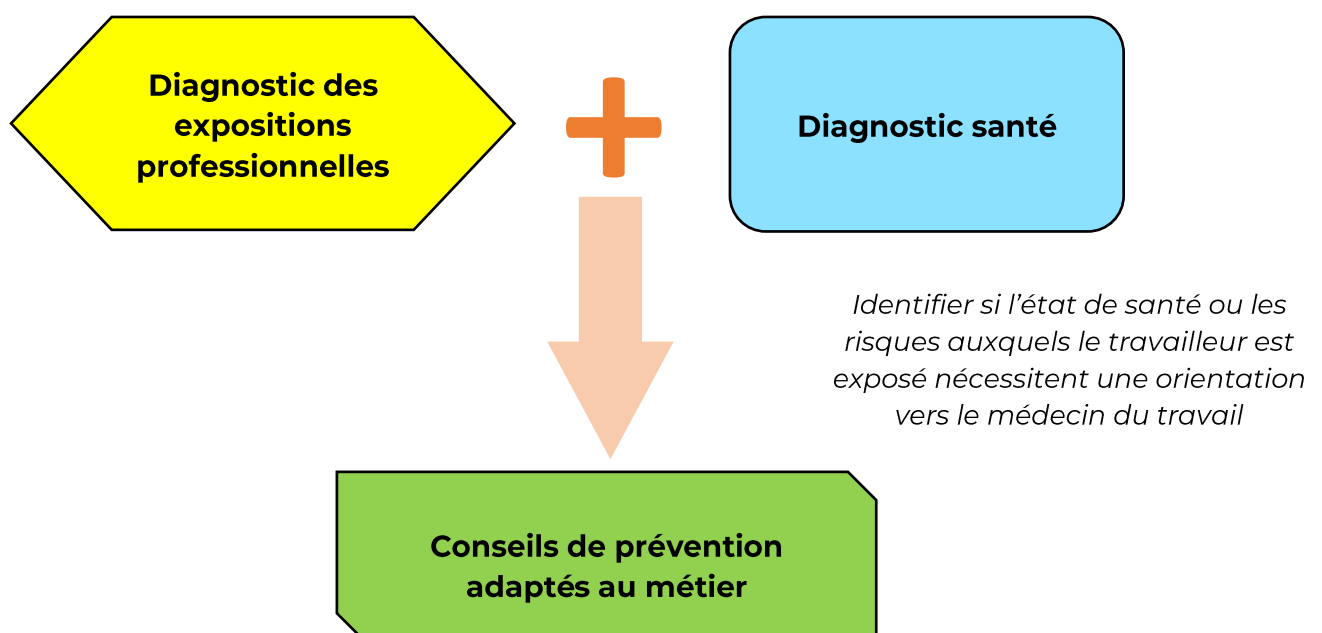 Diagnostic des
expositions
professionnelles
Diagnostic santé
Identifier si l’état de santé ou les
risques auxquels le travailleur est
exposé nécessitent une orientation
vers le médecin du travail
Conseils de prévention
adaptés au métier